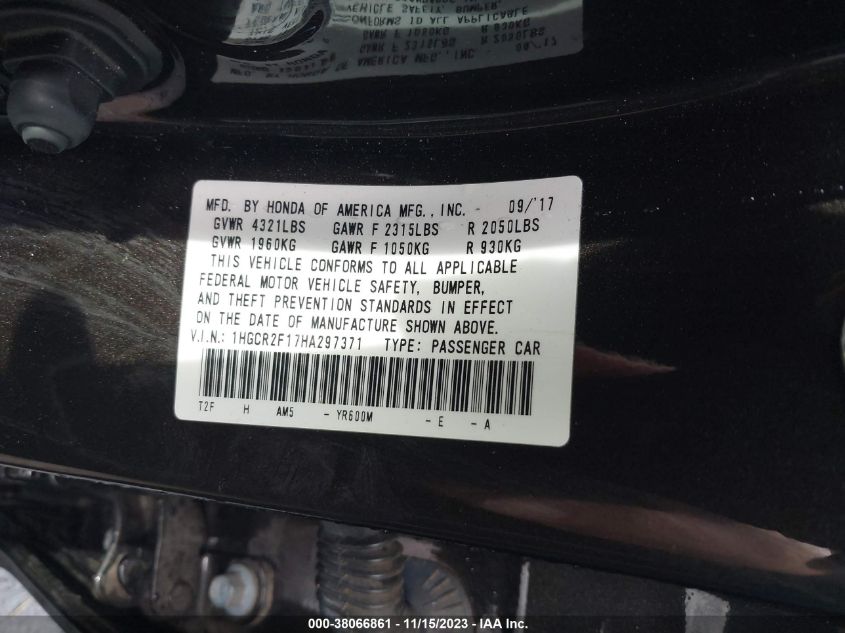 MFD. BY HONDA OF AMERICA MFG., INC. - 09/'17
GVWR 4321LBS GAWR F 2315LBS R 2050LBS
GVWR 1960KG GAWR F 1050KG R 930KG
THIS VEHICLE CONFORMS TO ALL APPLICABLE
FEDERAL MOTOR VEHICLE SAFETY, BUMPER,
AND THEFT PREVENTION STANDARDS IN EFFECT
ON THE DATE OF MANUFACTURE SHOWN ABOVE.
V.I.N.: 1HGCR2F17HA297371 TYPE: PASSENGER CAR
T2F H AM5 - YR600M - E - A
000-38066861 - 11/15/2023 - IAA Inc.